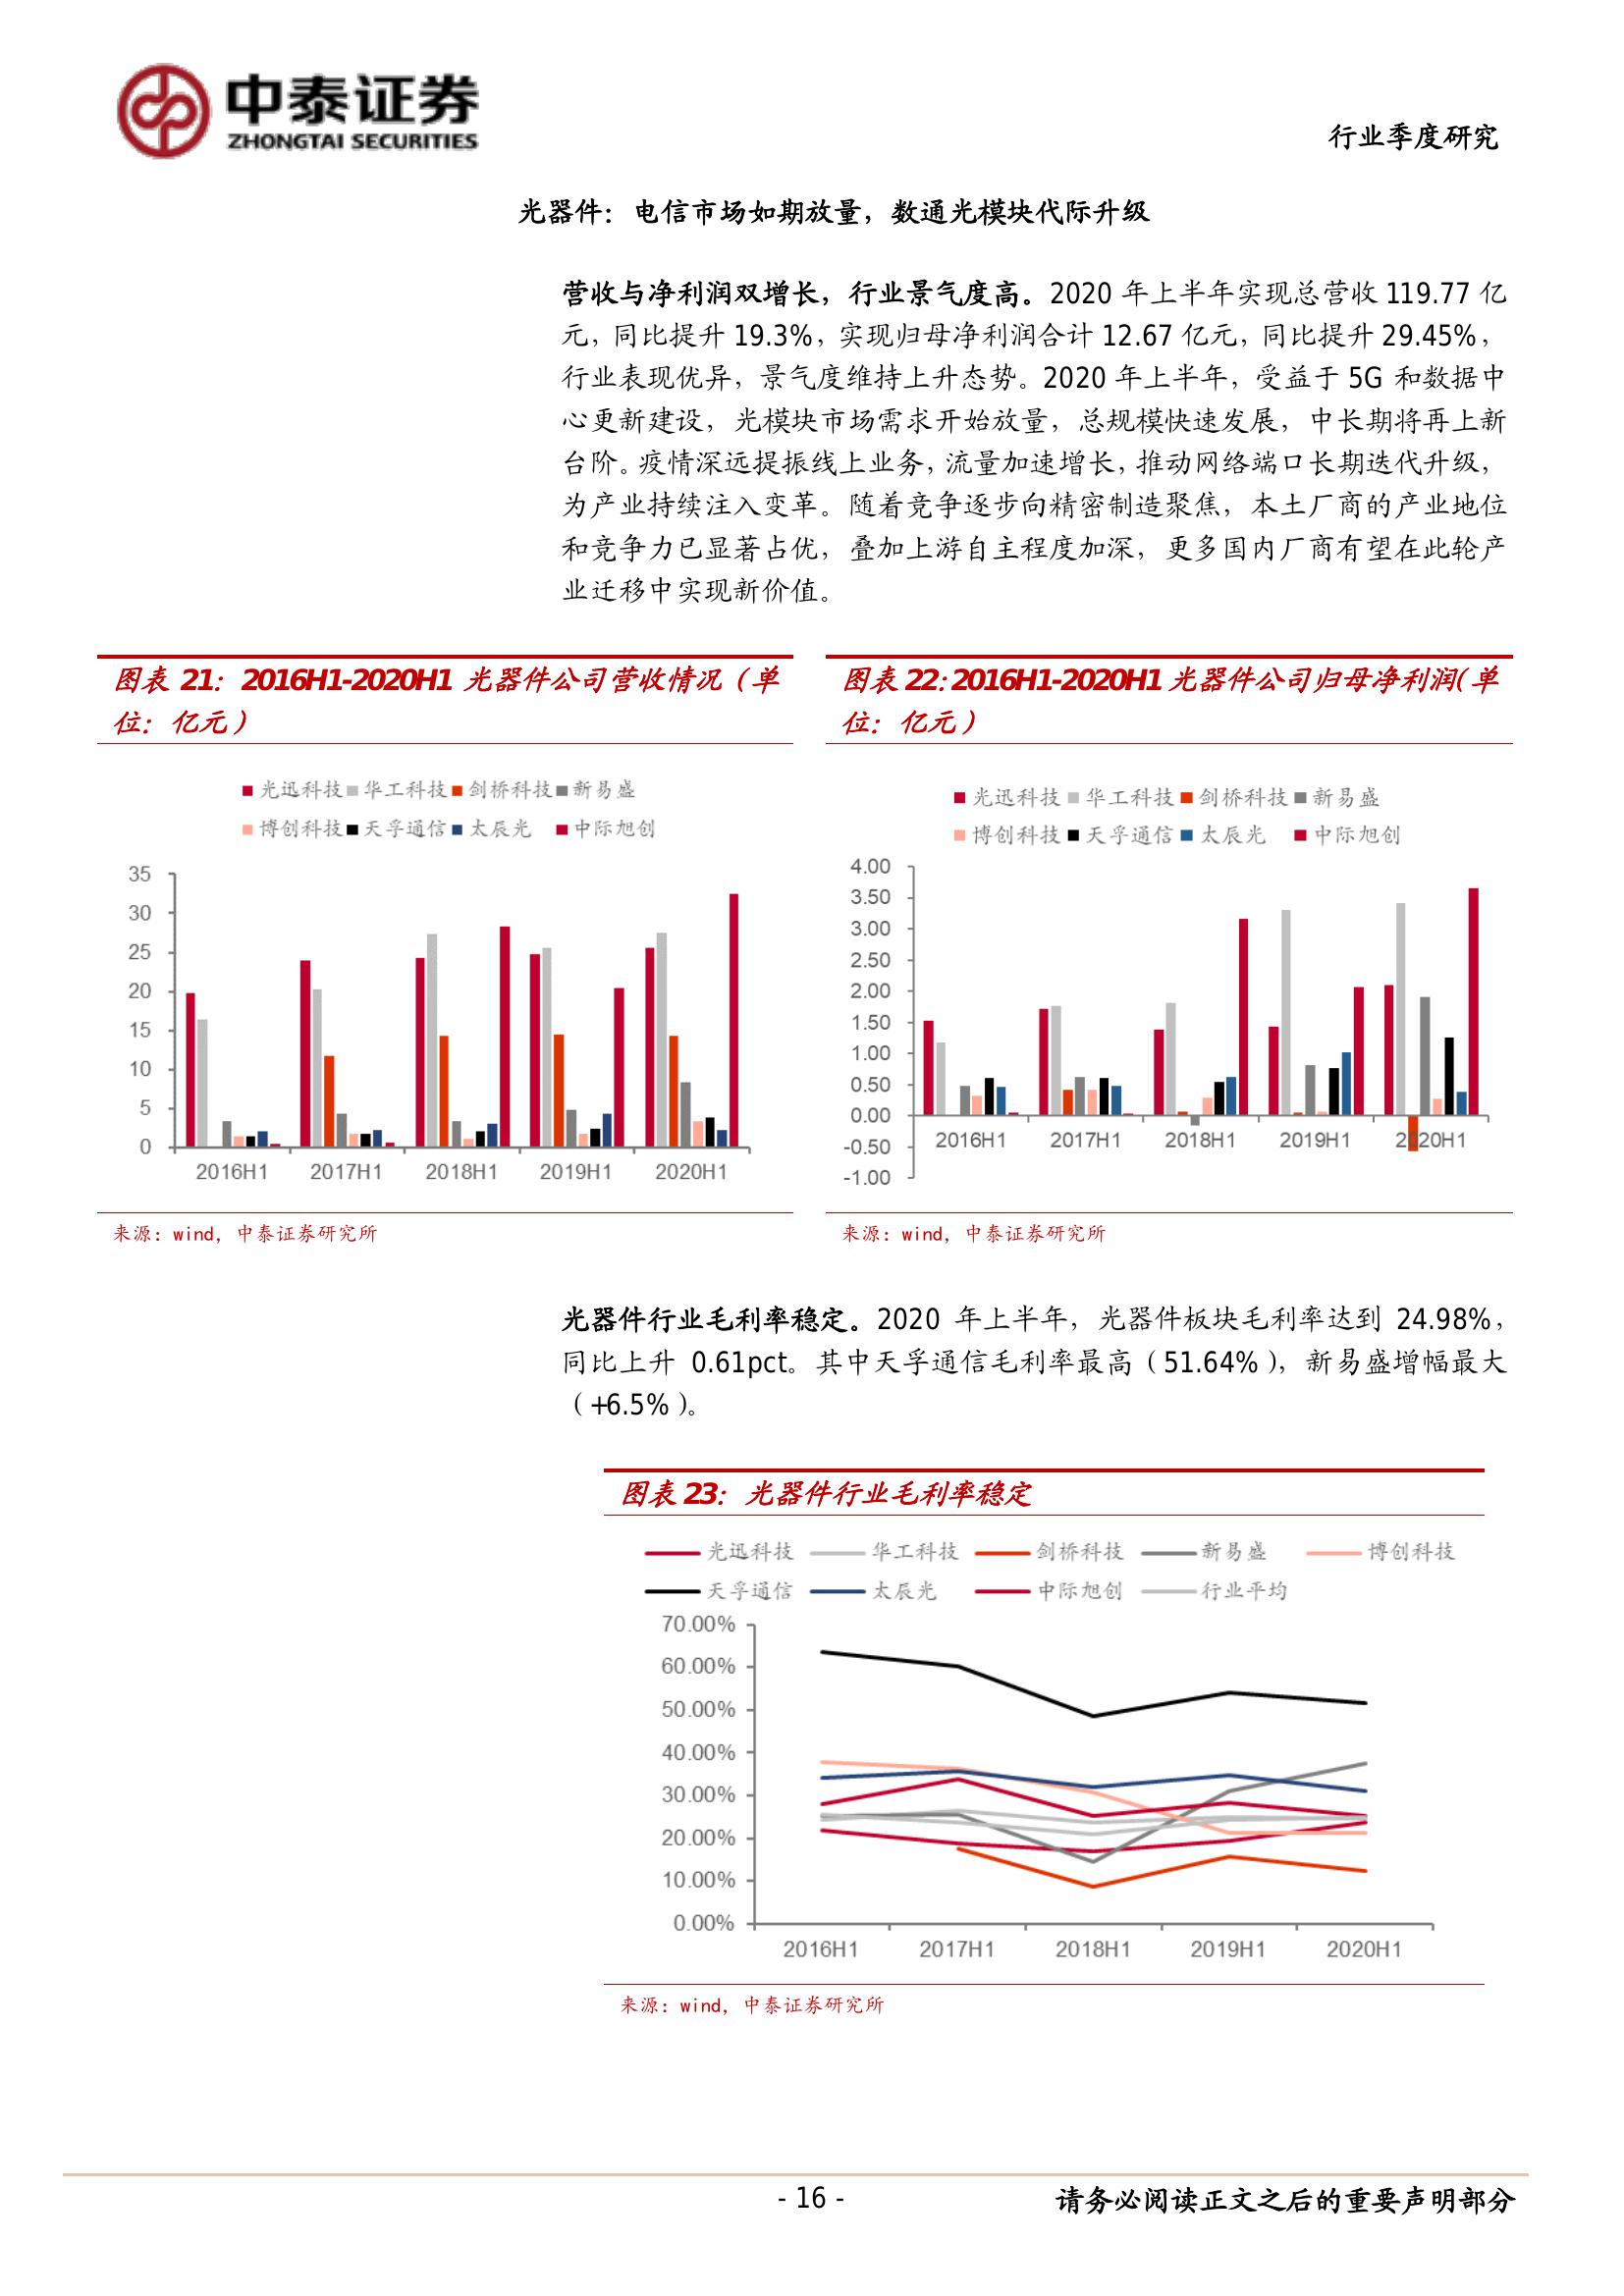 中泰证券
ZHONGTAI SECURITIES
行业季度研究
光器件：电信市场如期放量，数通光模块代际升级
营收与净利润双增长，行业景气度高。2020 年上半年实现总营收 119.77 亿
元，同比提升 19.3%，实现归母净利润合计 12.67 亿元，同比提升 29.45%，
行业表现优异，景气度维持上升态势。2020 年上半年，受益于 5G 和数据中
心更新建设，光模块市场需求开始放量，总规模快速发展，中长期将再上新
台阶。疫情深远提振线上业务，流量加速增长，推动网络端口长期迭代升级，
为产业持续注入变革。随着竞争逐步向精密制造聚焦，本土厂商的产业地位
和竞争力已显著占优，叠加上游自主程度加深，更多国内厂商有望在此轮产
业迁移中实现新价值。
图表 21：2016H1-2020H1 光器件公司营收情况（单
位：亿元）
光迅科技 华工科技 剑桥科技 新易盛
博创科技 天孚通信 太辰光 中际旭创
35
30
25
20
15
10
5
0
2016H1 2017H1 2018H1 2019H1 2020H1
来源：wind，中泰证券研究所
图表 22：2016H1-2020H1 光器件公司归母净利润（单
位：亿元）
光迅科技 华工科技 剑桥科技 新易盛
博创科技 天孚通信 太辰光 中际旭创
4.00
3.50
3.00
2.50
2.00
1.50
1.00
0.50
0.00
-0.50
-1.00
2016H1 2017H1 2018H1 2019H1 2020H1
来源：wind，中泰证券研究所
光器件行业毛利率稳定。2020 年上半年，光器件板块毛利率达到 24.98%，
同比上升 0.61pct。其中天孚通信毛利率最高（51.64%），新易盛增幅最大
（+6.5%）。
图表 23：光器件行业毛利率稳定
光迅科技 华工科技 剑桥科技 新易盛 博创科技
天孚通信 太辰光 中际旭创 行业平均
70.00%
60.00%
50.00%
40.00%
30.00%
20.00%
10.00%
0.00%
2016H1 2017H1 2018H1 2019H1 2020H1
来源：wind，中泰证券研究所
- 16 -
请务必阅读正文之后的重要声明部分